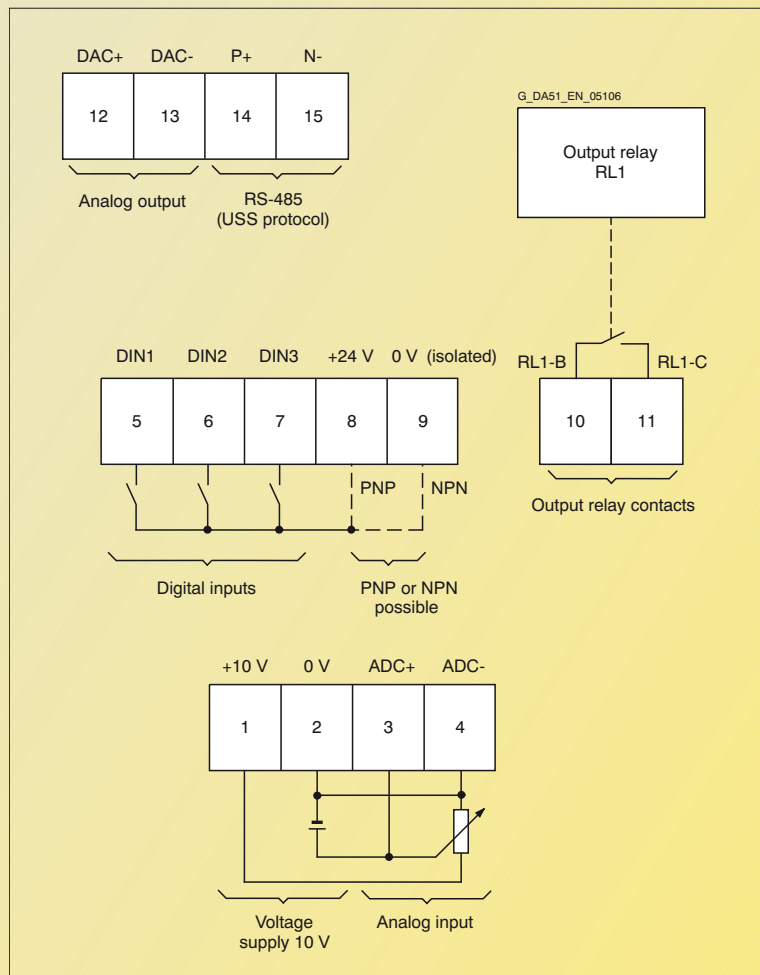 DAC+ DAC- P+ N-
12 13 14 15
Analog output
RS-485
(USS protocol)
G_DA51_EN_05106
Output relay
RL1
RL1-B RL1-C
10 11
Output relay contacts
DIN1 DIN2 DIN3 +24 V 0 V (isolated)
5 6 7 8 9
PNP NPN
Digital inputs
PNP or NPN
possible
+10 V 0 V ADC+ ADC-
1 2 3 4
Voltage
supply 10 V
Analog input